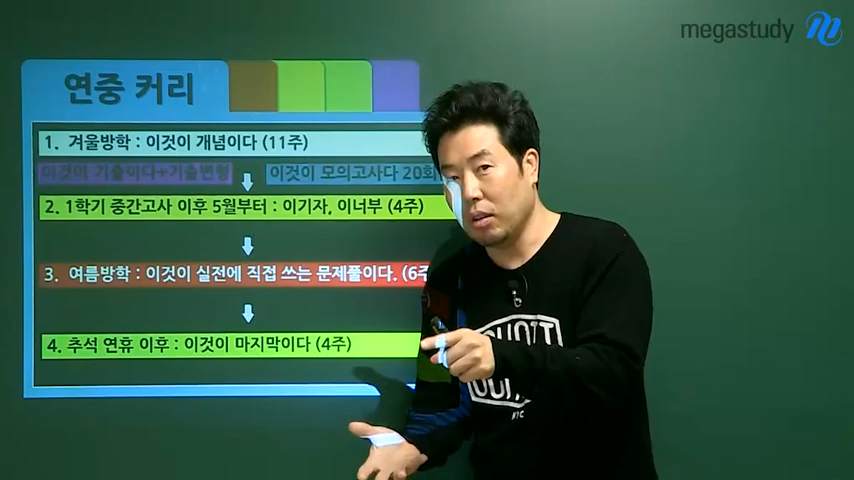 megastudy
연중 커리
1. 겨울방학 : 이것이 개념이다 (11주)
이것이 기출이다+기출변형
이것이 모의고사다 20회
2. 1학기 중간고사 이후 5월부터 : 이기자, 이너부 (4주)
3. 여름방학 : 이것이 실전에 직접 쓰는 문제풀이다. (6주
4. 추석 연휴 이후 : 이것이 마지막이다 (4주)
NYC